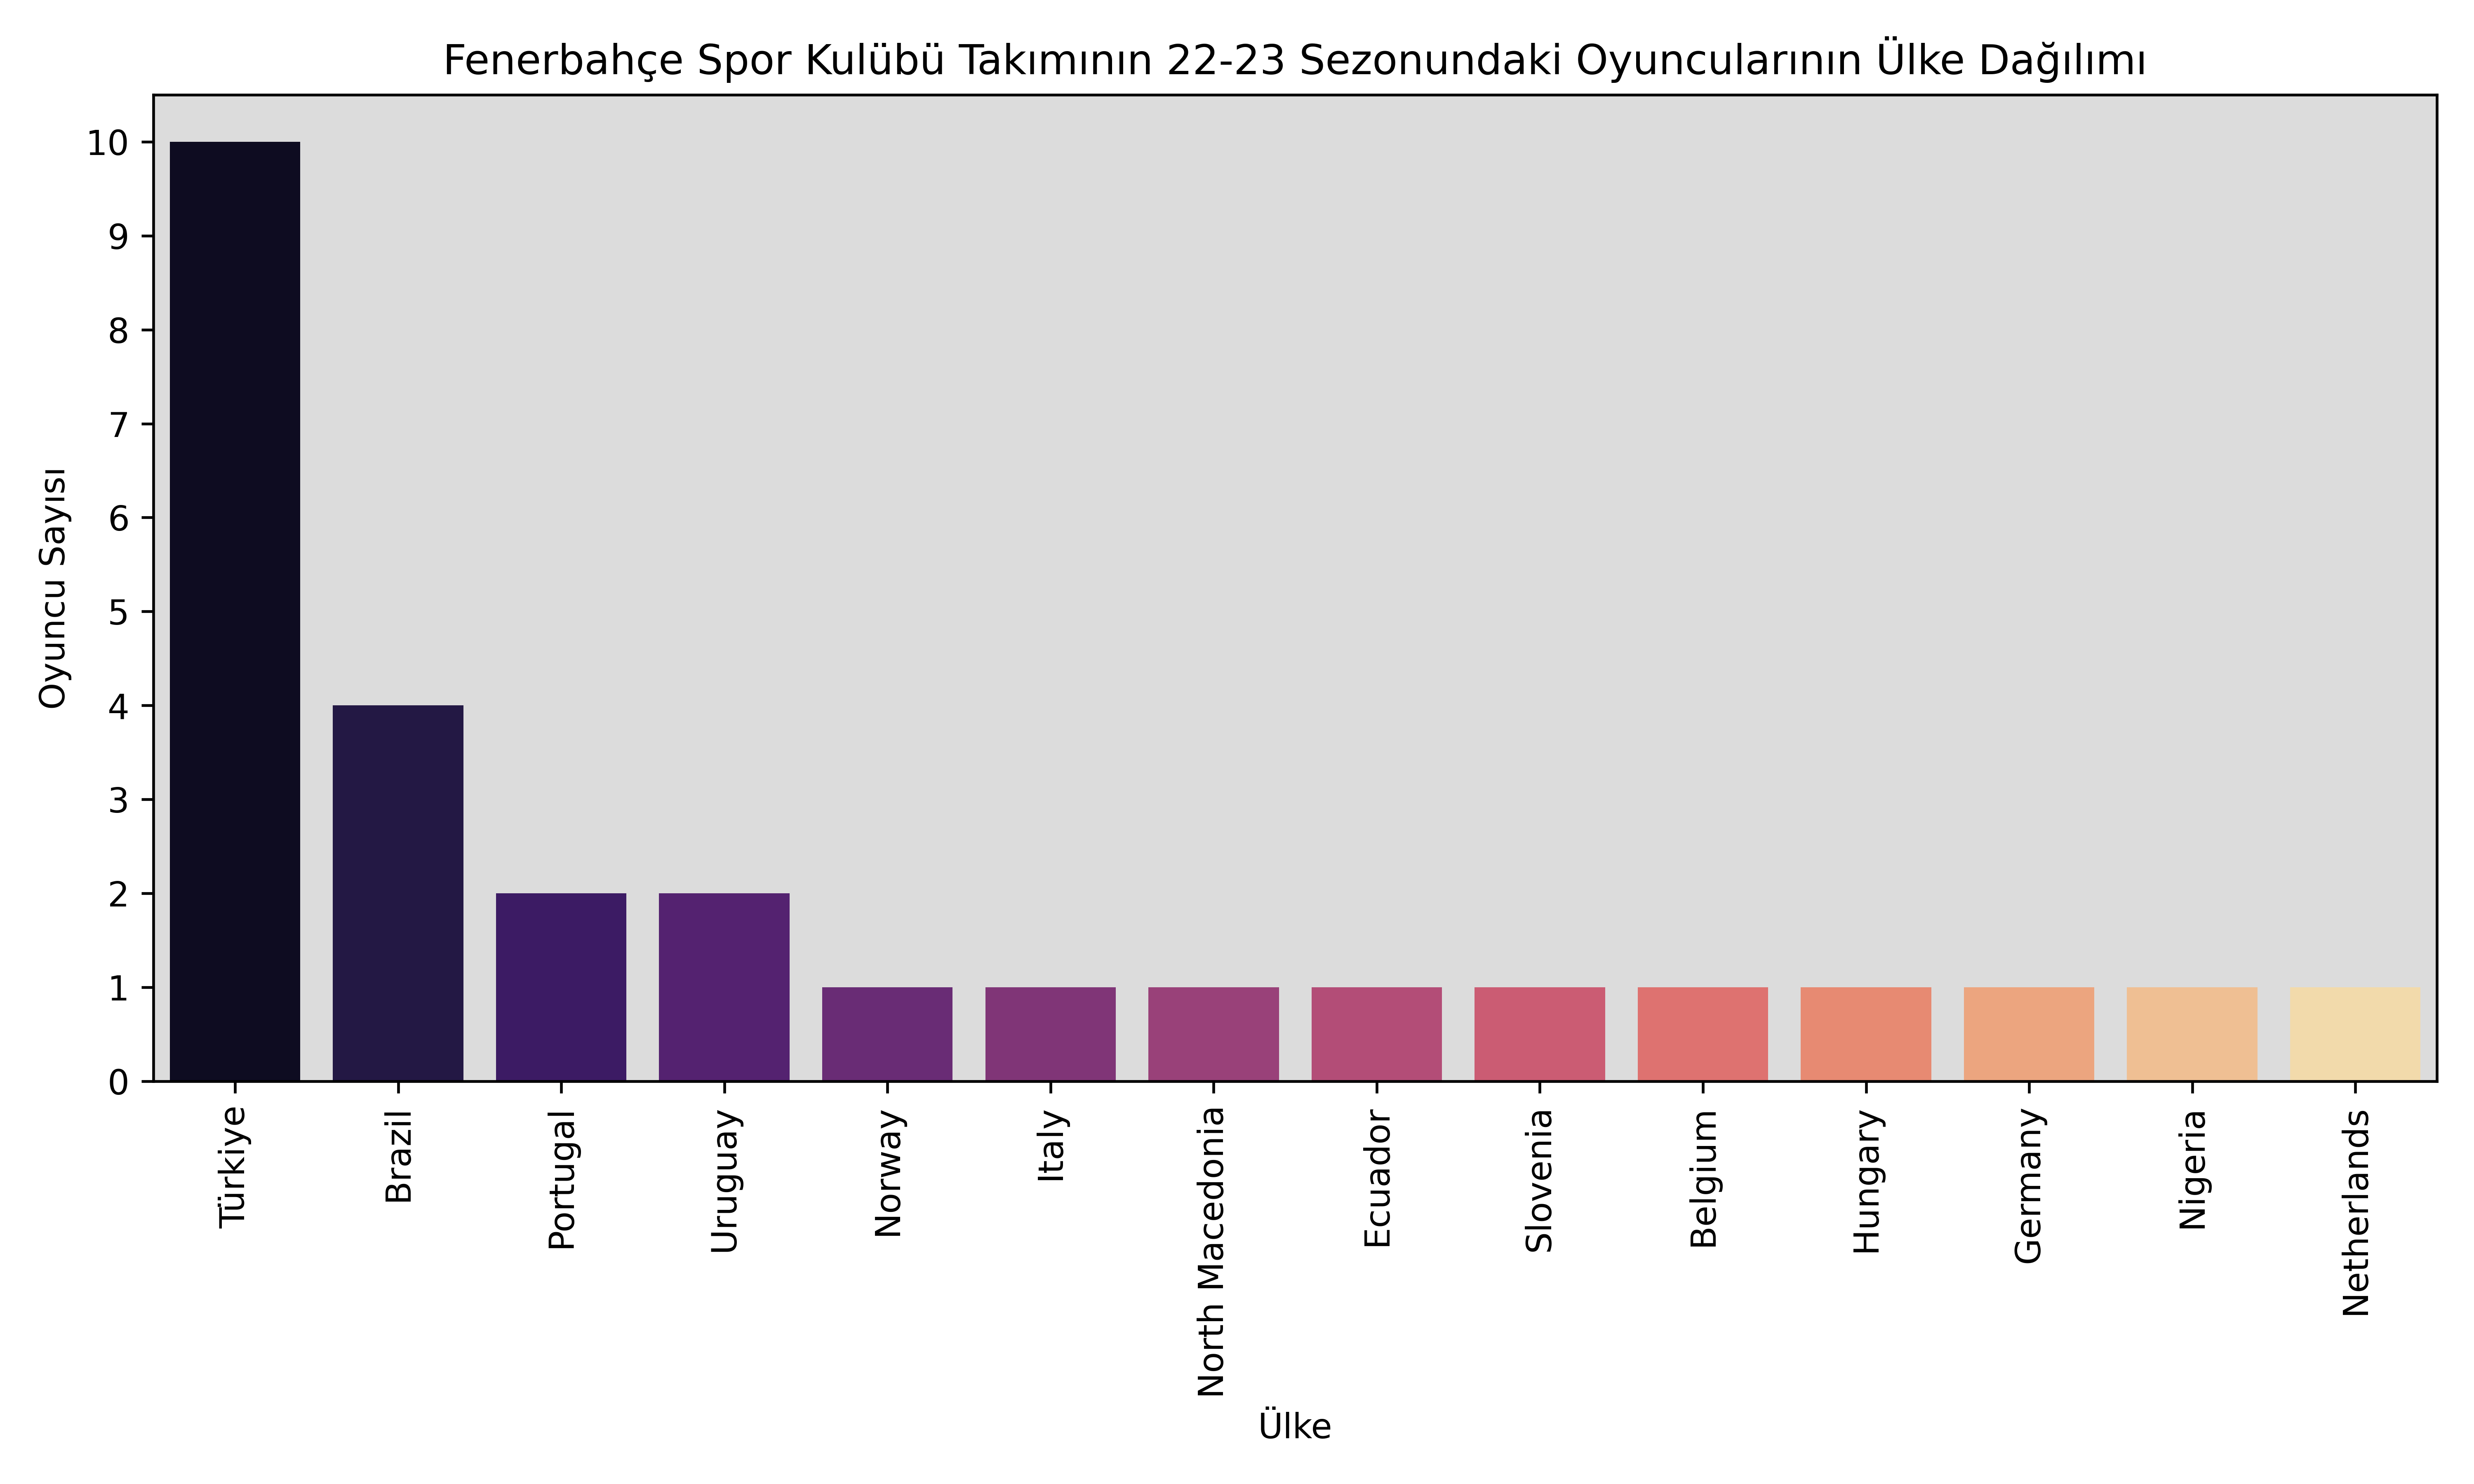 Fenerbahçe Spor Kulübü Takımının 22-23 Sezonundaki Oyuncularının Ülke Dağılımı
Oyuncu Sayısı
10
9
8
7
6
5
4
3
2
1
0
Türkiye
Brazil
Portugal
Uruguay
Norway
Italy
North Macedonia
Ecuador
Slovenia
Belgium
Hungary
Germany
Nigeria
Netherlands
Ülke